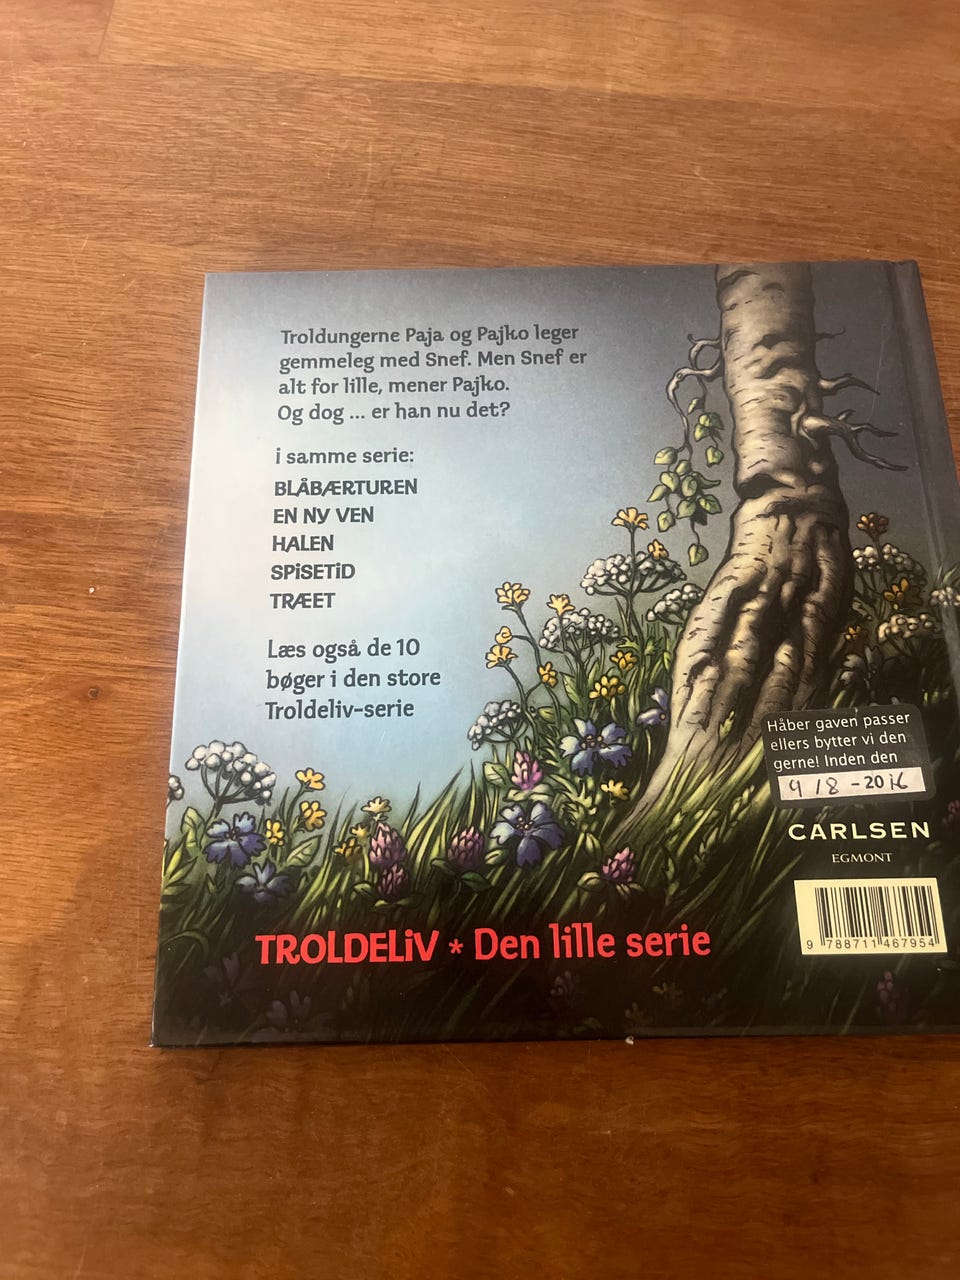 Troldungerne Paja og Pajko leger
gemmeleg med Snef. Men Snef er
alt for lille, mener Pajko.
Og dog ... er han nu det?
i samme serie:
BLÅBÆRTUREN
EN NY VEN
HALEN
SPiSETiD
TRÆET
Læs også de 10
bøger i den store
Troldeliv-serie
Håber gaven passer
ellers bytter vi den
gerne! Inden den
9 / 8 - 2016
CARLSEN
EGMONT
9 788711 467954
TROLDELiV * Den lille serie